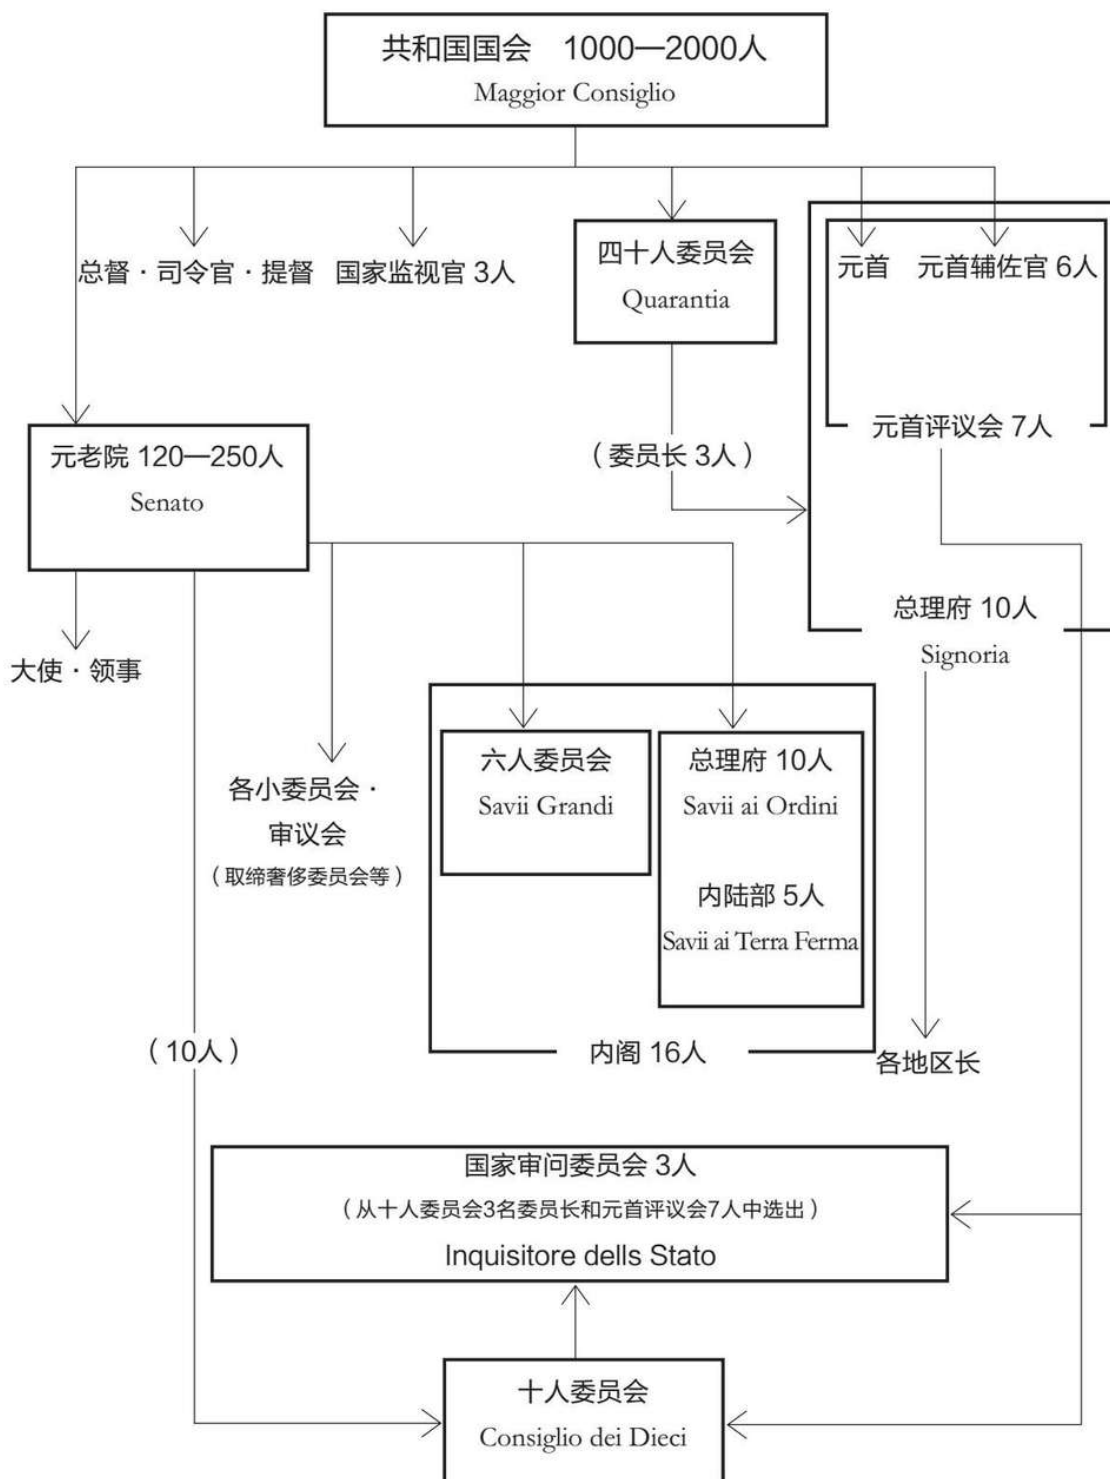 共和国国会 1000—2000人
Maggior Consiglio
总督·司令官·提督
国家监视官 3人
四十人委员会
Quarantia
元首
元首辅佐官 6人
元首评议会 7人
元老院 120—250人
Senato
（委员长 3人）
总理府 10人
Signoria
大使·领事
各小委员会·
审议会
（取缔奢侈委员会等）
六人委员会
Savii Grandi
总理府 10人
Savii ai Ordini
内陆部 5人
Savii ai Terra Ferma
（10人）
内阁 16人
各地区长
国家审问委员会 3人
（从十人委员会3名委员长和元首评议会7人中选出）
Inquisitore dells Stato
十人委员会
Consiglio dei Dieci